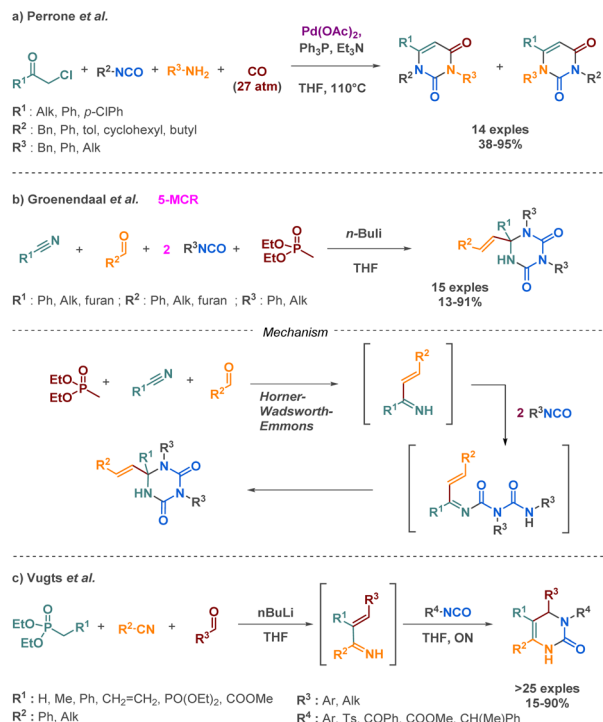 a) Perrone et al.
O
R1
Cl
+ R2-NCO + R3-NH2 + CO
(27 atm)
Pd(OAc)2,
Ph3P, Et3N
THF, 110°C
R1 O
R2 N N R3
O
+
R1 O
R3 N N R2
O
R1 : Alk, Ph, p-ClPh
R2 : Bn, Ph, tol, cyclohexyl, butyl
R3 : Bn, Ph, Alk
14 exples
38-95%
b) Groenendaal et al. 5-MCR
N
R1
+
O
R2
+ 2 R3NCO +
O
EtO P
EtO
n-Buli
THF
R3
R1 N O
R2
HN N R3
O
15 exples
13-91%
R1 : Ph, Alk, furan ; R2 : Ph, Alk, furan ; R3 : Ph, Alk
Mechanism
O
EtO P
EtO
+
N
R1
+
O
R2
Horner-
Wadsworth-
Emmons
R2
R1 NH
2 R3NCO
R3
R1 N O
R2
HN N R3
O
R2
O O R3
R1 N N N
R3 H
c) Vugts et al.
O
EtO P R1
EtO
+ R2-CN +
O
R3
nBuLi
THF
R3
R1
R2 NH
R4-NCO
THF, ON
R3
R1 R4
N
R2 N O
H
>25 exples
15-90%
R1 : H, Me, Ph, CH2=CH2, PO(OEt)2, COOMe
R3 : Ar, Alk
R2 : Ph, Alk
R4 : Ar, Ts, COPh, COOMe, CH(Me)Ph